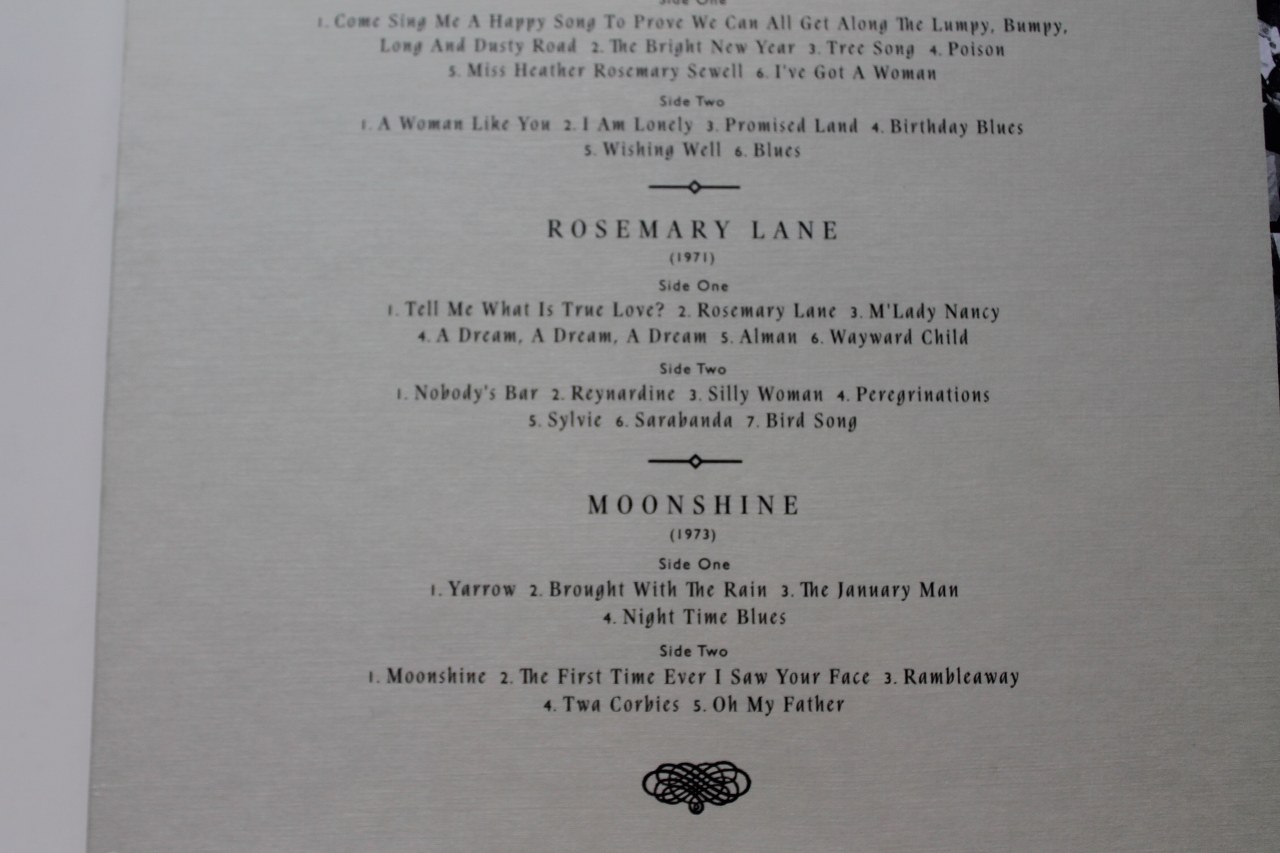 Side One
1. Come Sing Me A Happy Song To Prove We Can All Get Along The Lumpy, Bumpy,
Long And Dusty Road 2. The Bright New Year 3. Tree Song 4. Poison
5. Miss Heather Rosemary Sewell 6. I've Got A Woman
Side Two
1. A Woman Like You 2. I Am Lonely 3. Promised Land 4. Birthday Blues
5. Wishing Well 6. Blues
ROSEMARY LANE
(1971)
Side One
1. Tell Me What Is True Love? 2. Rosemary Lane 3. M'Lady Nancy
4. A Dream, A Dream, A Dream 5. Alman 6. Wayward Child
Side Two
1. Nobody's Bar 2. Reynardine 3. Silly Woman 4. Peregrinations
5. Sylvie 6. Sarabanda 7. Bird Song
MOONSHINE
(1973)
Side One
1. Yarrow 2. Brought With The Rain 3. The January Man
4. Night Time Blues
Side Two
1. Moonshine 2. The First Time Ever I Saw Your Face 3. Rambleaway
4. Twa Corbies 5. Oh My Father